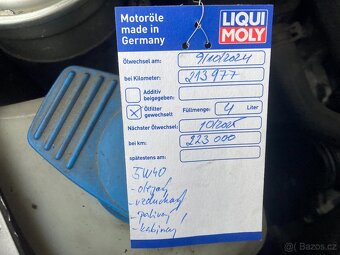 Motoröle
made in
Germany
LIQUI
MOLY
Ölwechsel am: 9/10/2024
bei Kilometer: 213977
Additiv
beigegeben:
Ölfilter
gewechselt
Füllmenge: 4 Liter
Nächster Ölwechsel: 10/2025
bei km: 223 000
spätestens am:
5W40
- olejový
- vzduchový
- palivový
- kabinový
Bazoš.cz